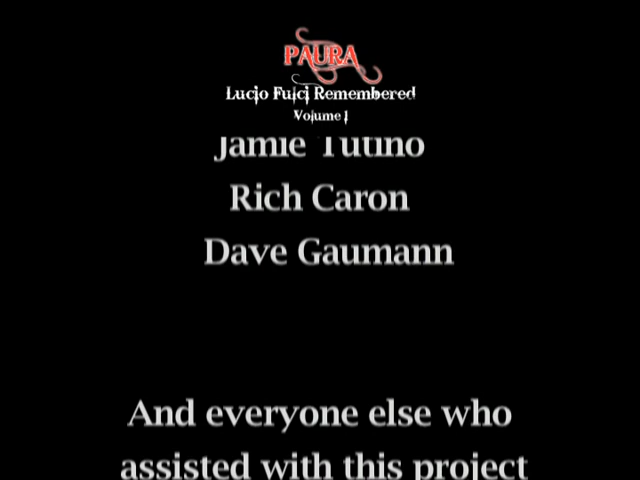 PAURA
Lucio Fulci Remembered
Volume 1
Jamie Tutino
Rich Caron
Dave Gaumann
And everyone else who
assisted with this project